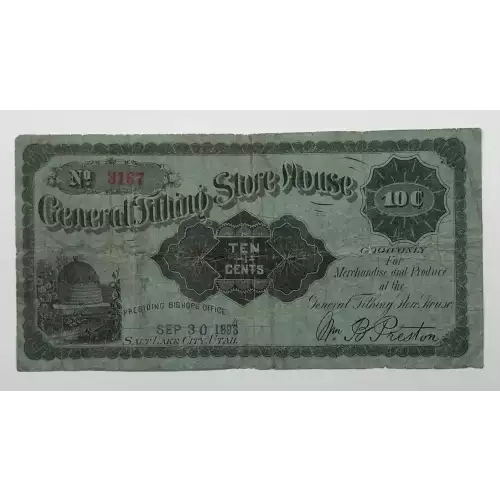 No 3167
General Tithing Store House
10¢
TEN
CENTS
GOOD ONLY
For
Merchandise and Produce
at the
General Tithing Store House
PRESIDING BISHOPS OFFICE
SEP 30 1893
SALT LAKE CITY, UTAH.
Wm. B. Preston